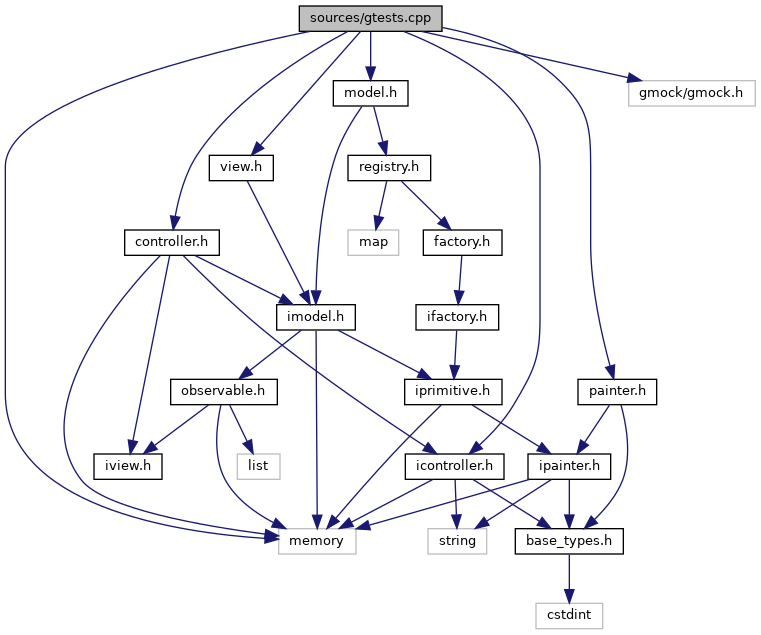 sources/gtests.cpp
model.h
gmock/gmock.h
view.h
registry.h
controller.h
map
factory.h
imodel.h
ifactory.h
observable.h
iprimitive.h
painter.h
iview.h
list
icontroller.h
ipainter.h
memory
string
base_types.h
cstdint